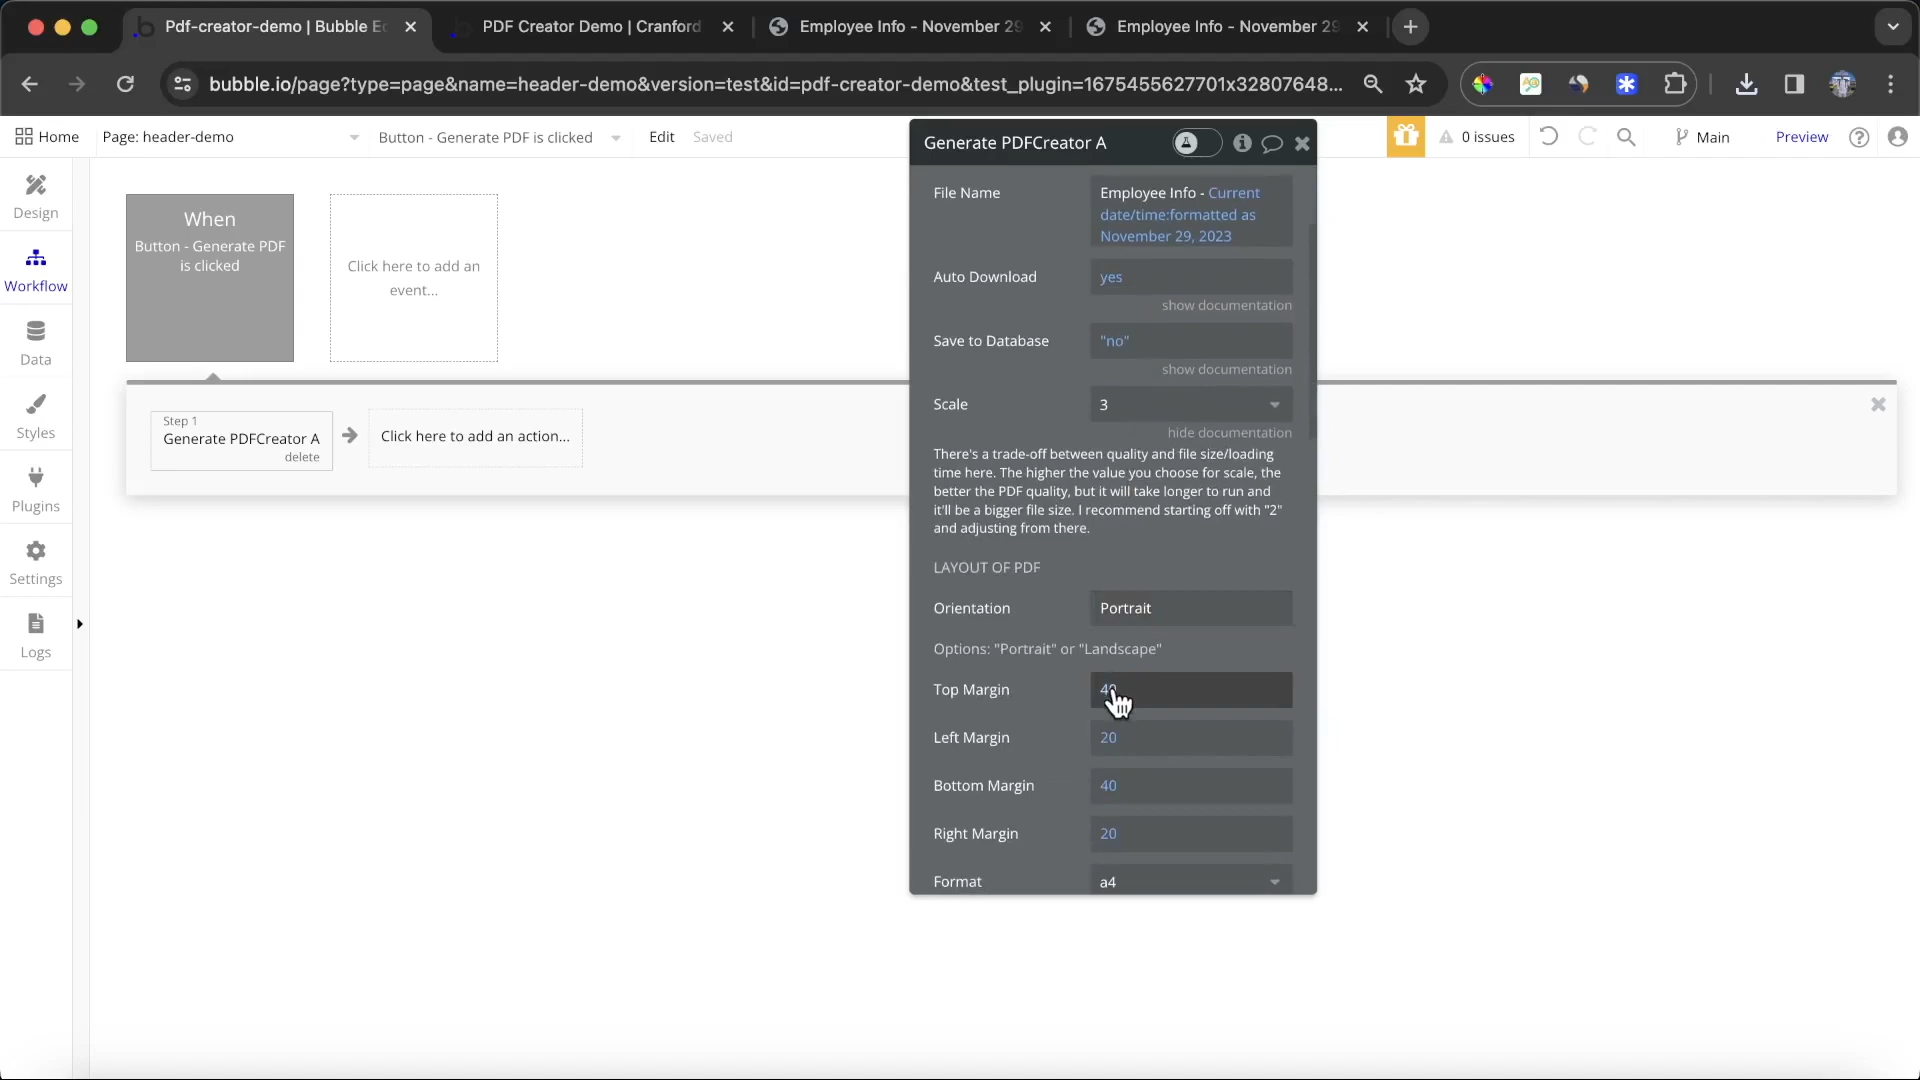 Pdf-creator-demo | Bubble Ec
PDF Creator Demo | Cranford
Employee Info - November 29
Employee Info - November 29
bubble.io/page?type=page&name=header-demo&version=test&id=pdf-creator-demo&test_plugin=1675455627701x32807648...
Home
Page: header-demo
Button - Generate PDF is clicked
Edit
Saved
0 issues
Main
Preview
Design
Workflow
Data
Styles
Plugins
Settings
Logs
When
Button - Generate PDF
is clicked
Click here to add an
event...
Step 1
Generate PDFCreator A
delete
Click here to add an action...
Generate PDFCreator A
File Name
Employee Info - Current
date/time:formatted as
November 29, 2023
Auto Download
yes
show documentation
Save to Database
"no"
show documentation
Scale
3
hide documentation
There's a trade-off between quality and file size/loading
time here. The higher the value you choose for scale, the
better the PDF quality, but it will take longer to run and
it'll be a bigger file size. I recommend starting off with "2"
and adjusting from there.
LAYOUT OF PDF
Orientation
Portrait
Options: "Portrait" or "Landscape"
Top Margin
40
Left Margin
20
Bottom Margin
40
Right Margin
20
Format
a4